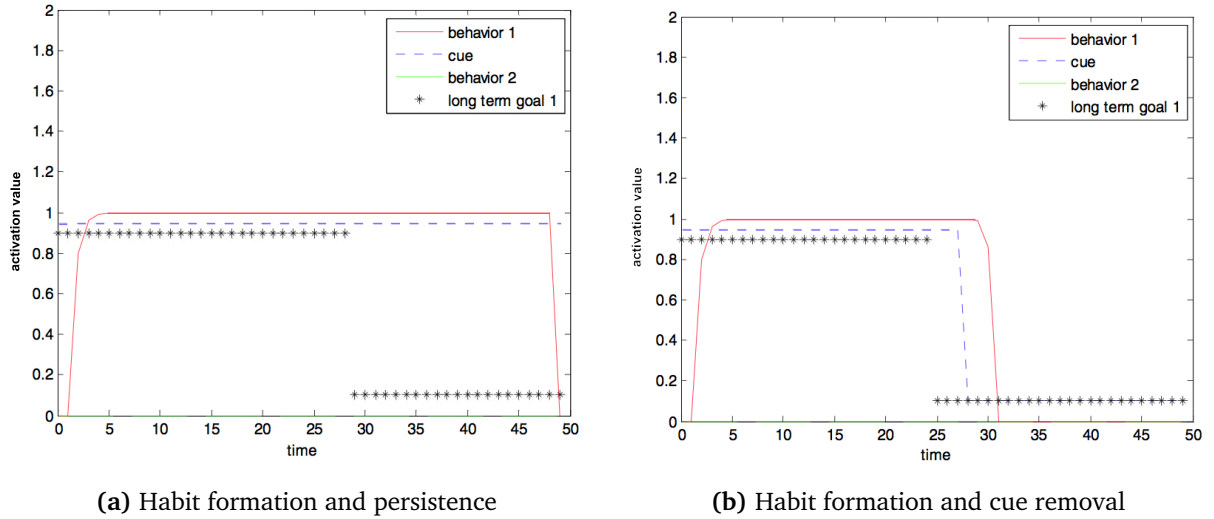 2
1.8
1.6
1.4
1.2
1
0.8
0.6
0.4
0.2
0
activation value
behavior 1
cue
behavior 2
long term goal 1
0 5 10 15 20 25 30 35 40 45 50
time
(a) Habit formation and persistence
2
1.8
1.6
1.4
1.2
1
0.8
0.6
0.4
0.2
0
activation value
behavior 1
cue
behavior 2
long term goal 1
0 5 10 15 20 25 30 35 40 45 50
time
(b) Habit formation and cue removal